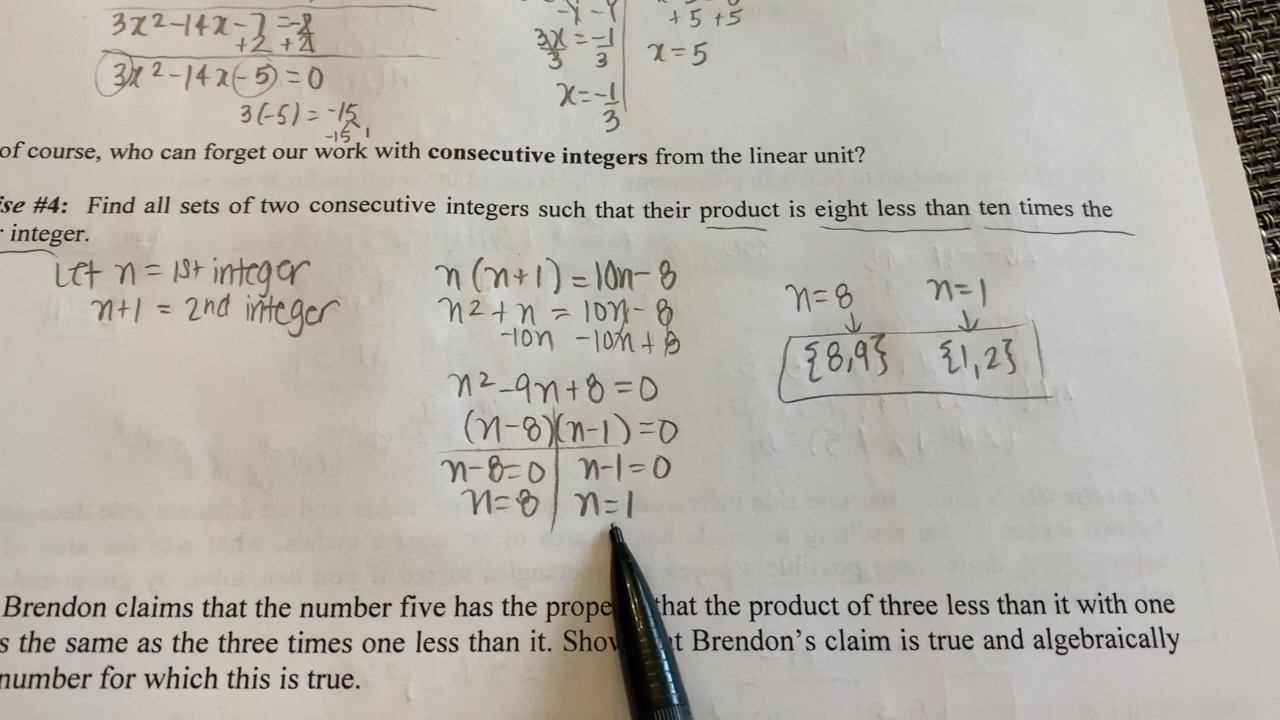 3x²-14x-7=-2
+2 +2
3x²-14x-5=0
3(-5)=-15
-15 1
-1 -1
3x/3 = -1/3
x=-1/3
+5 +5
x=5
of course, who can forget our work with consecutive integers from the linear unit?
#4: Find all sets of two consecutive integers such that their product is eight less than ten times the
integer.
Let n = 1st integer
n+1 = 2nd integer
n(n+1)=10n-8
n²+n=10n-8
-10n -10n+8
n²-9n+8=0
(n-8)(n-1)=0
n-8=0 n-1=0
n=8 n=1
n=8 n=1
{8,9} {1,2}
Brendon claims that the number five has the that the product of three less than it with one
the same as the three times one less than it. Brendon's claim is true and algebraically
number for which this is true.